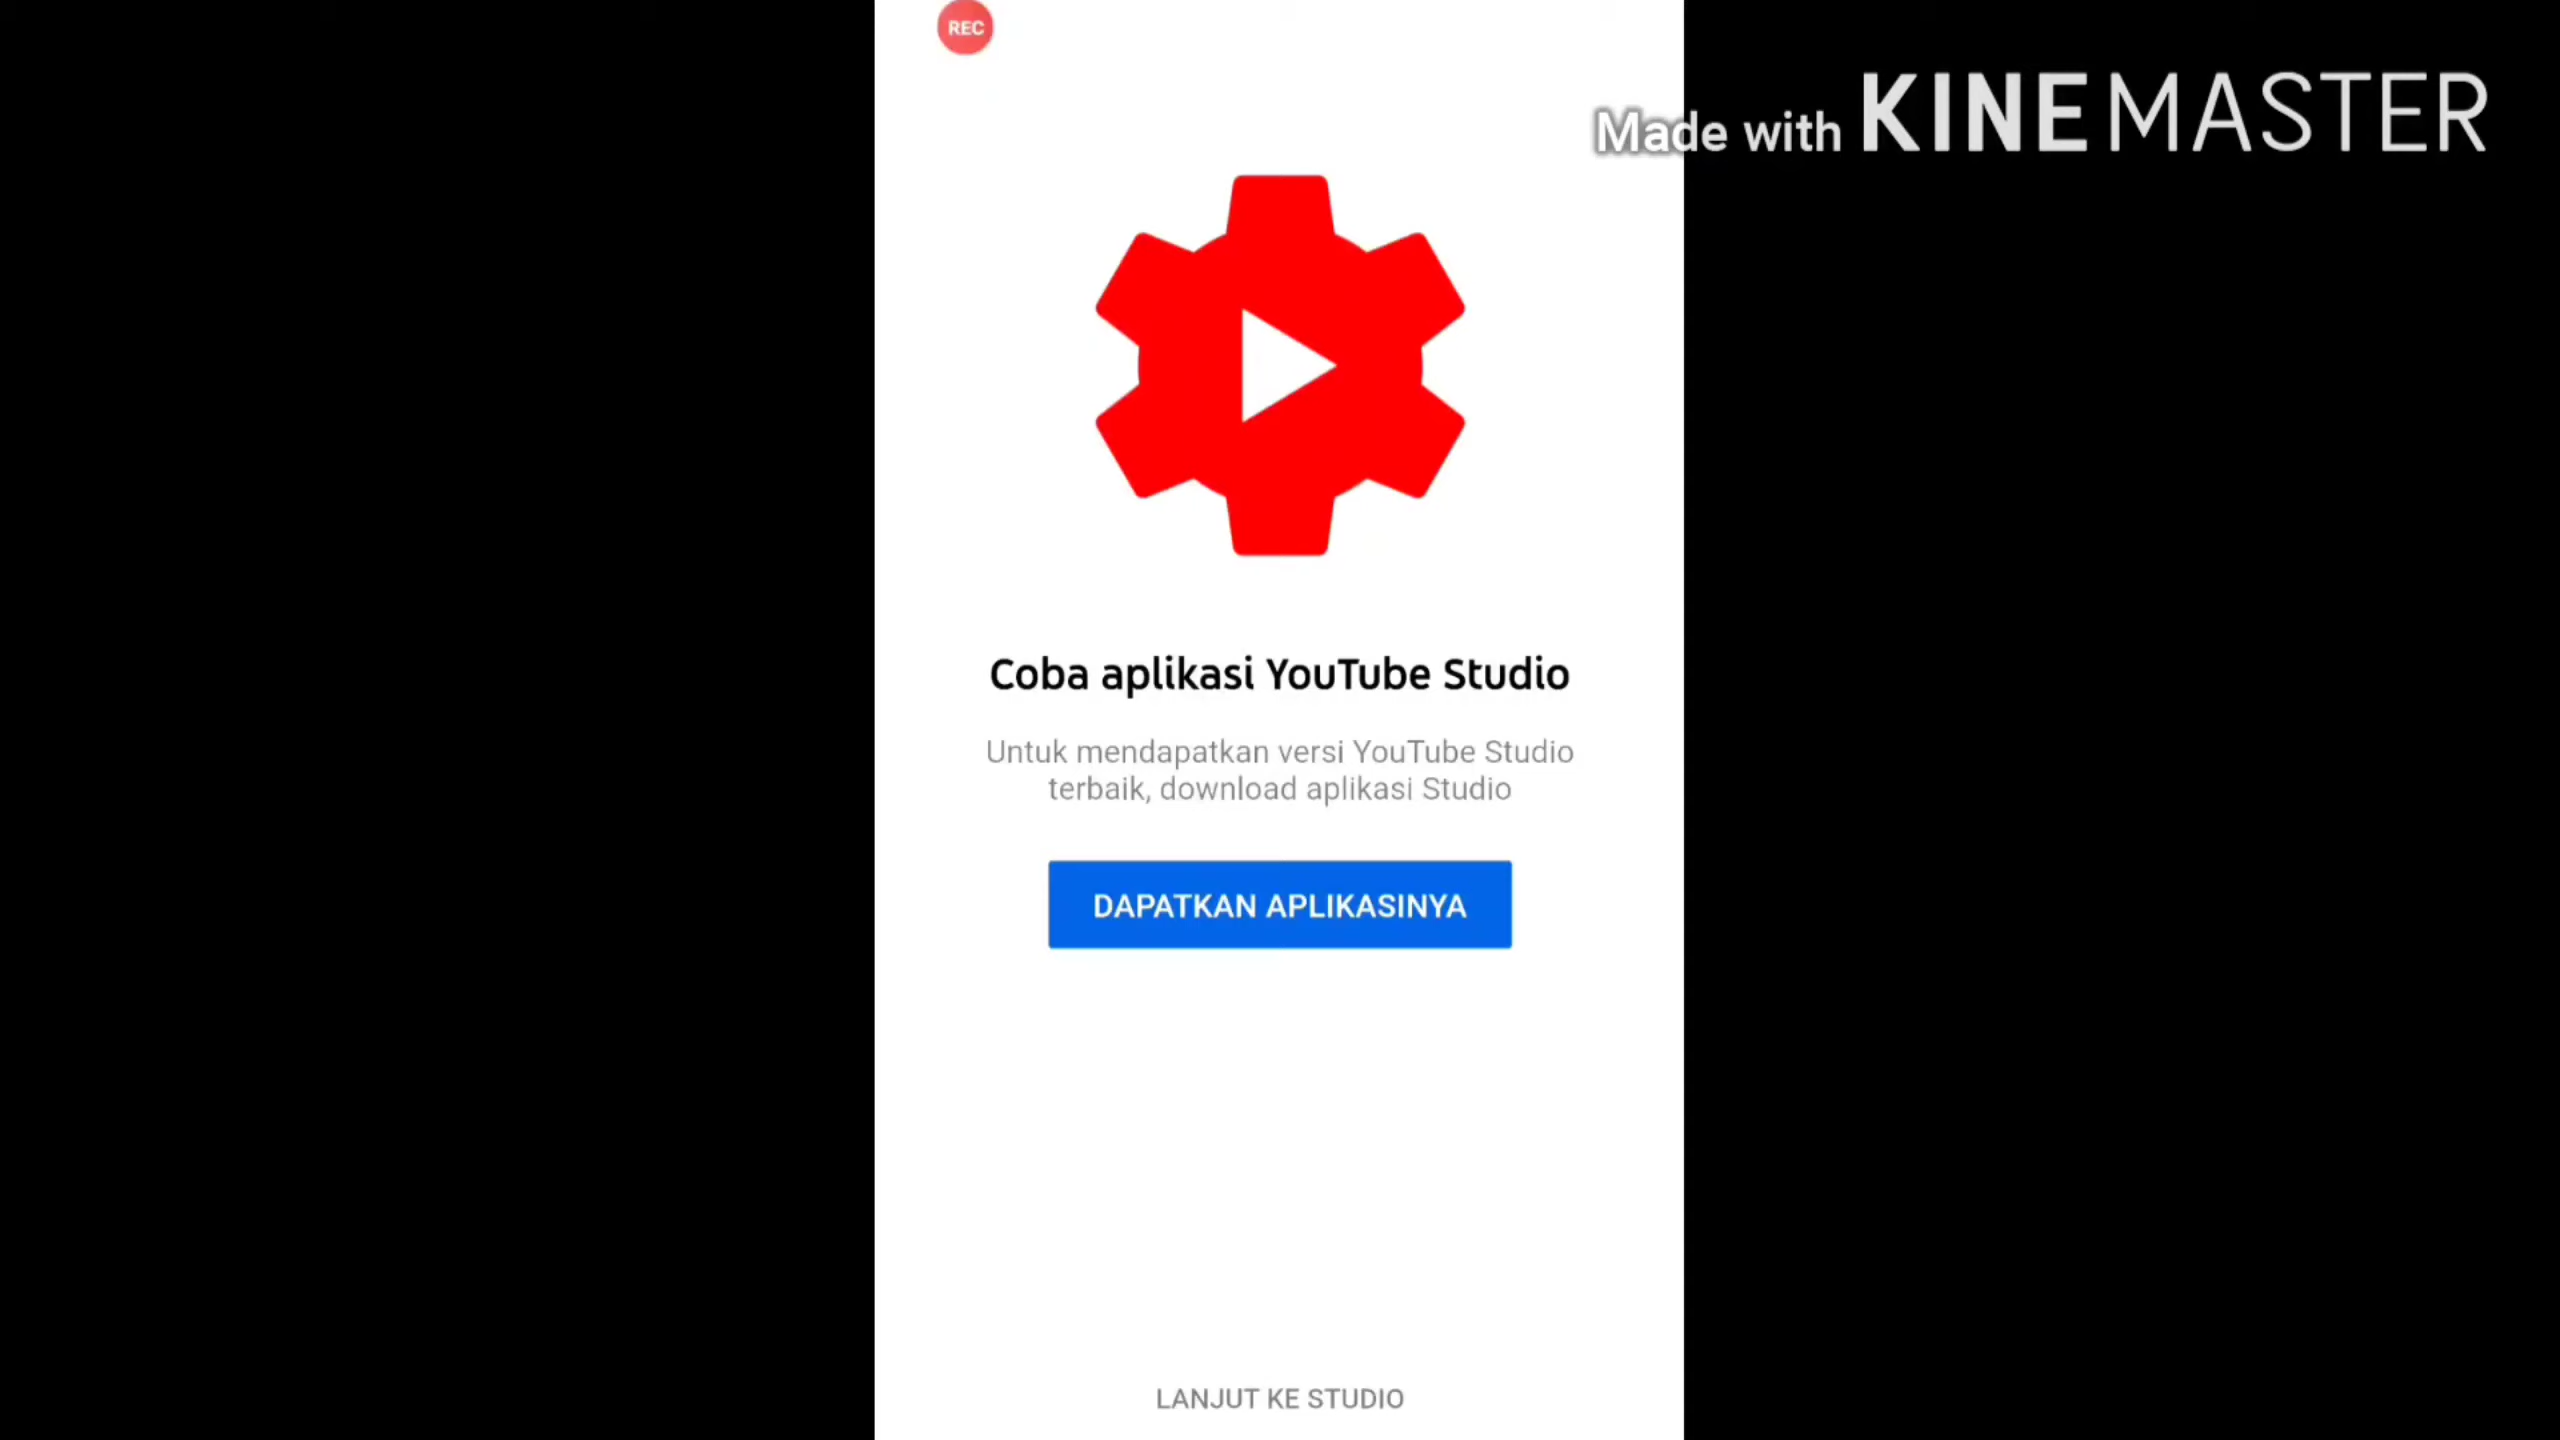 REC
Made with KINEMASTER
Coba aplikasi YouTube Studio
Untuk mendapatkan versi YouTube Studio
terbaik, download aplikasi Studio
DAPATKAN APLIKASINYA
LANJUT KE STUDIO